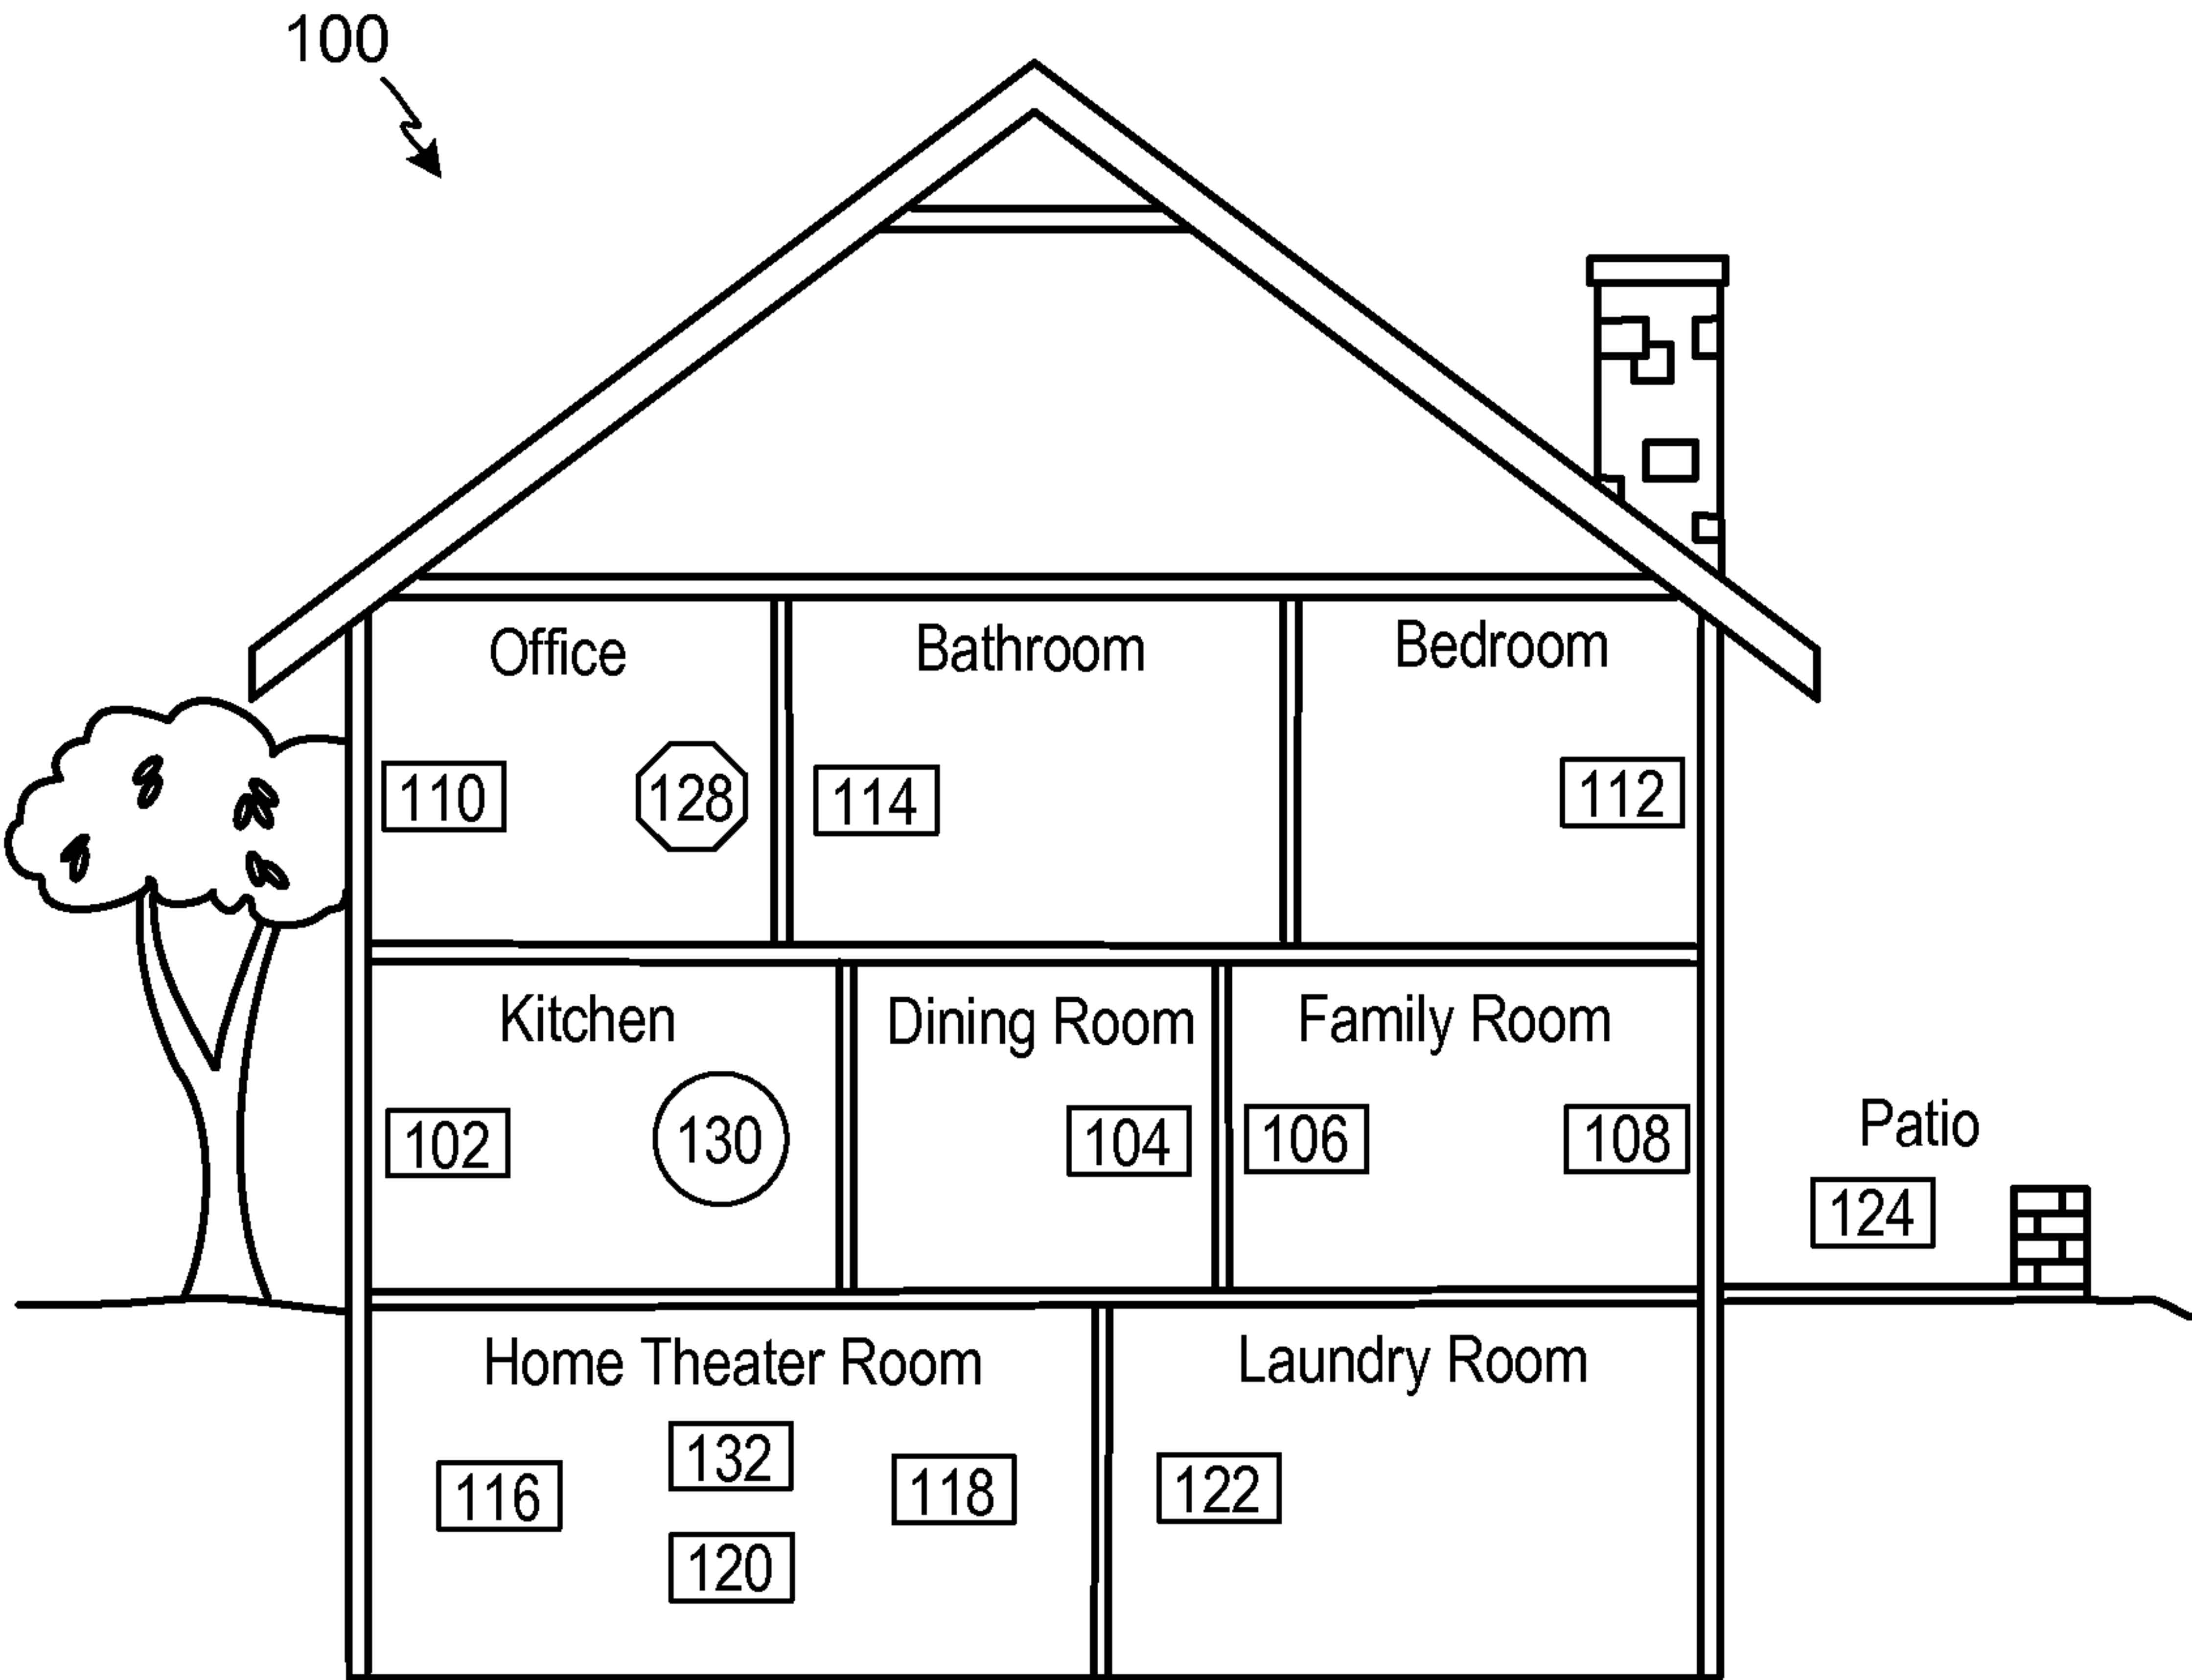 100
Office Bathroom Bedroom
110 128 114 112
Kitchen Dining Room Family Room
102 130 104 106 108
Patio
124
Home Theater Room Laundry Room
116 132 118 122
120